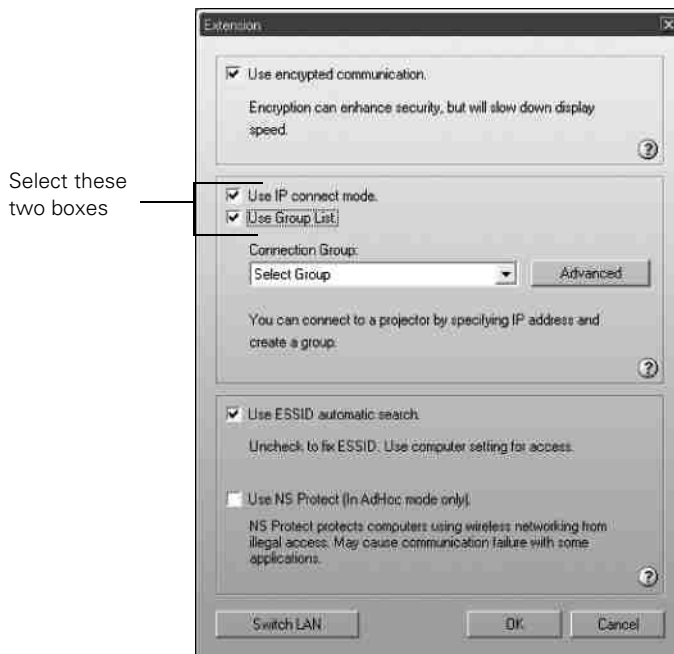 Extension
Use encrypted communication.
Encryption can enhance security, but will slow down display
speed.
Select these
two boxes
Use IP connect mode.
Use Group List.
Connection Group:
Select Group
Advanced
You can connect to a projector by specifying IP address and
create a group.
Use ESSID automatic search.
Uncheck to fix ESSID. Use computer setting for access.
Use NS Protect (In AdHoc mode only).
NS Protect protects computers using wireless networking from
illegal access. May cause communication failure with some
applications.
Switch LAN
OK
Cancel